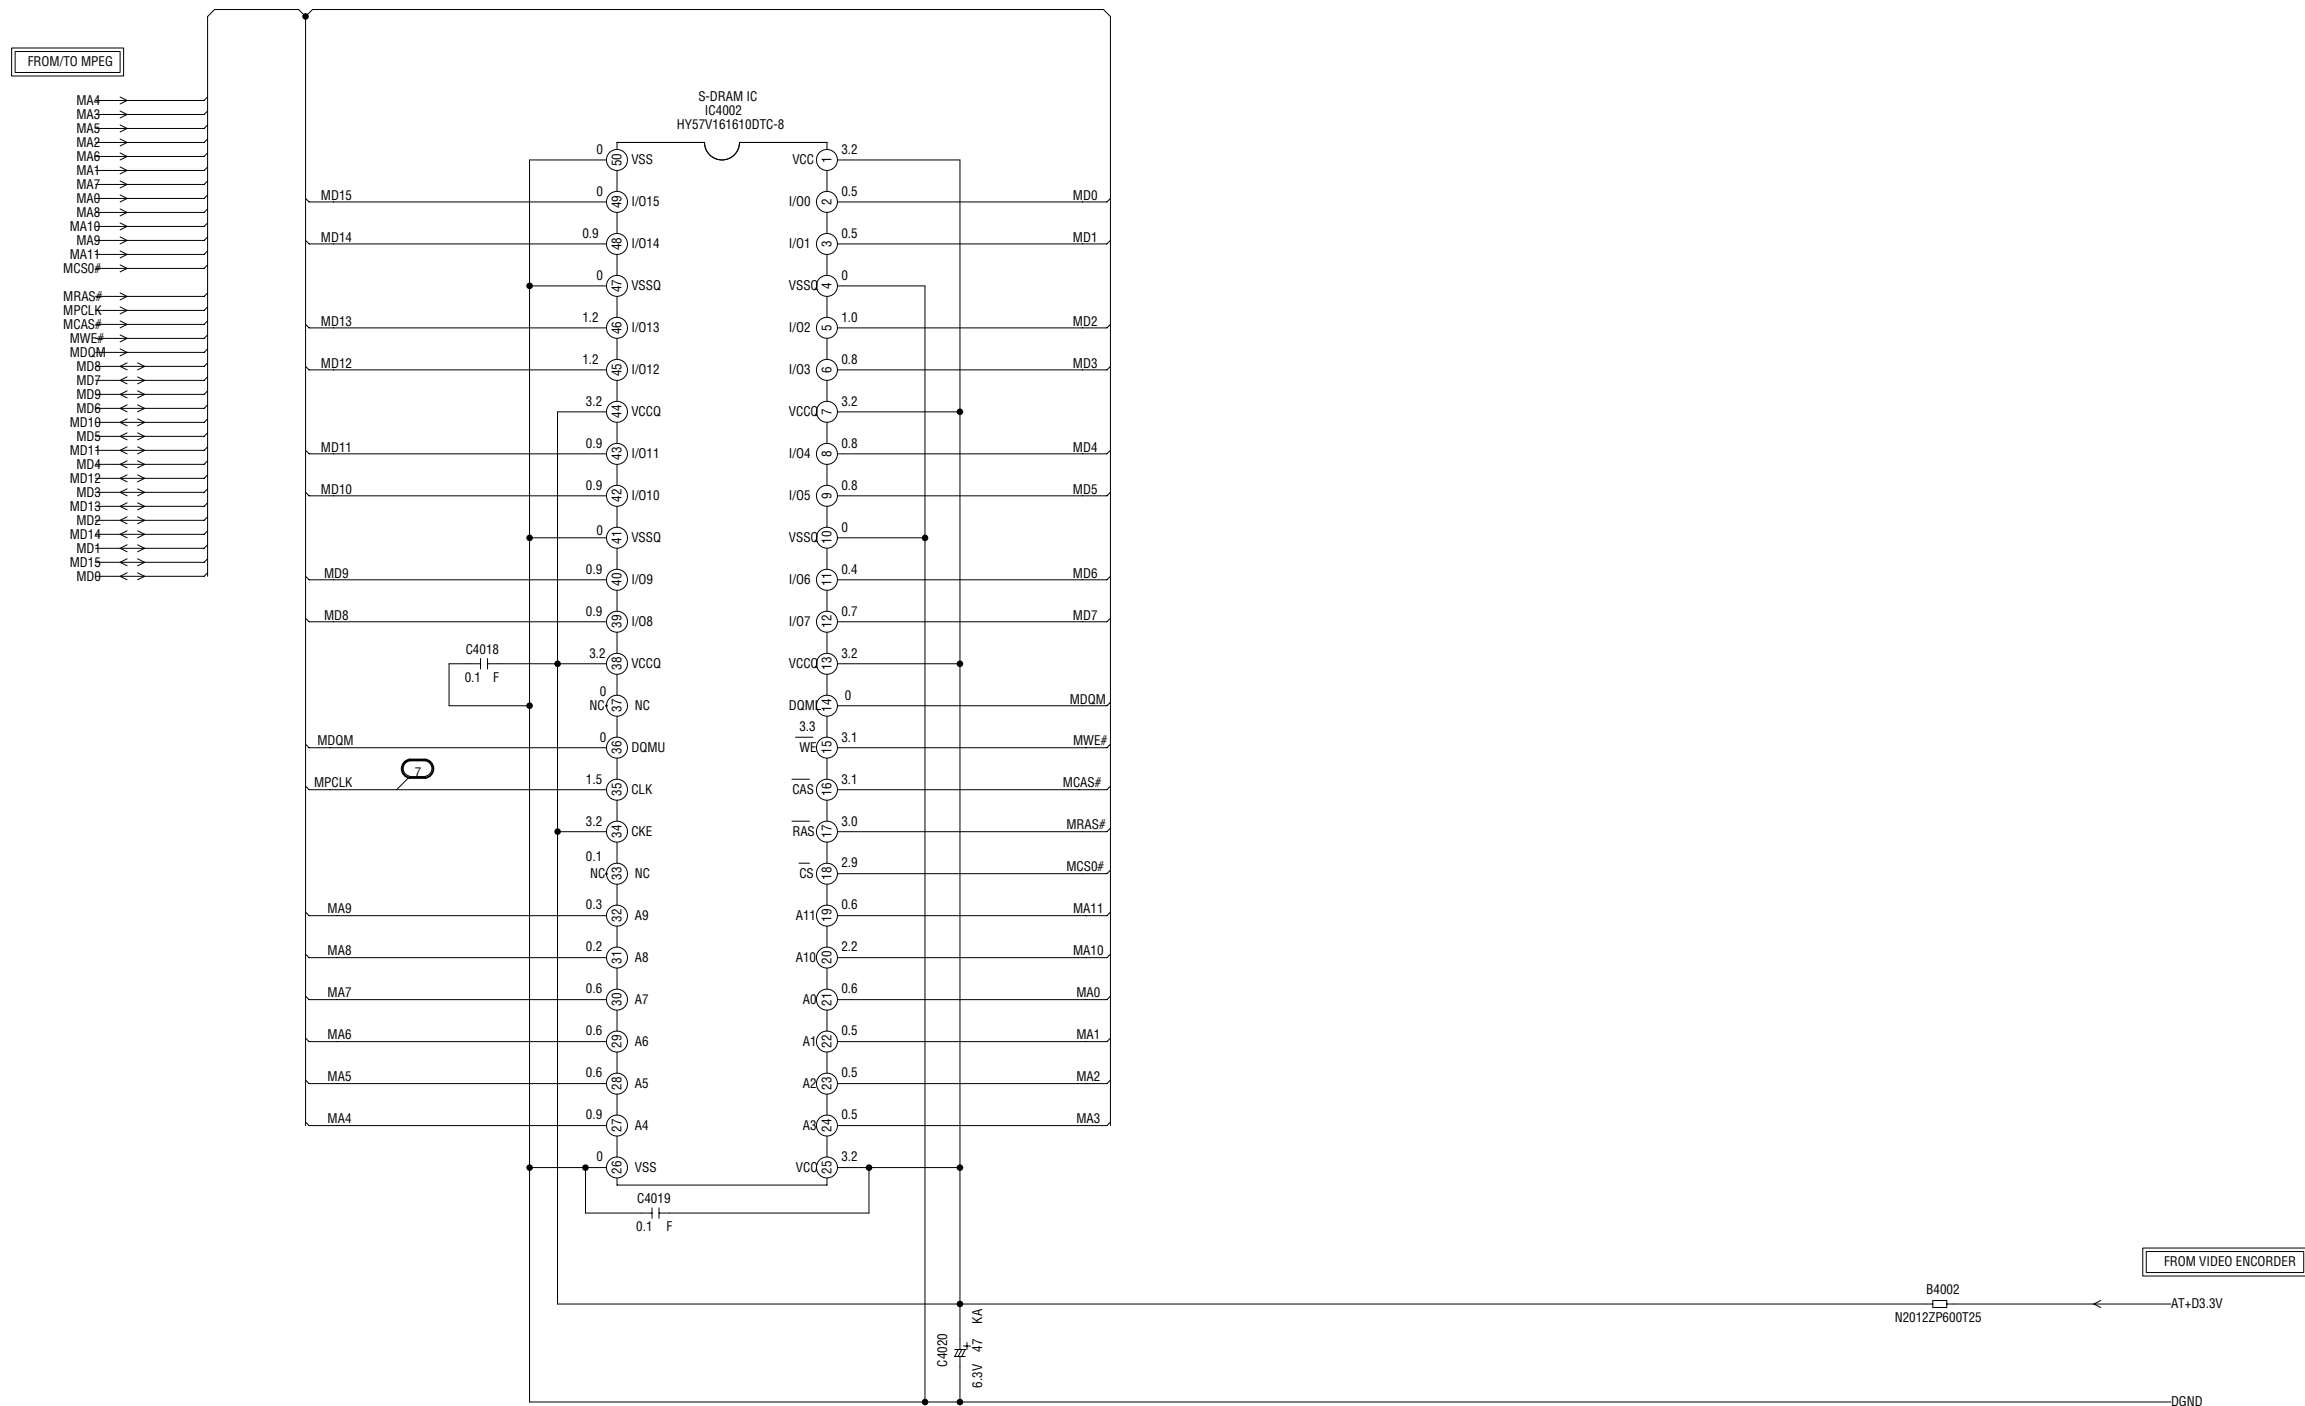 FROM/TO MPEG
MA4
MA3
MA5
MA2
MA6
MA1
MA7
MA0
MA8
MA10
MA9
MA11
MCS0#
MRAS#
MPCLK
MCAS#
MWE#
MDQM
MD8
MD7
MD9
MD6
MD10
MD5
MD11
MD4
MD12
MD3
MD13
MD2
MD14
MD1
MD15
MD0
S-DRAM IC
IC4002
HY57V161610DTC-8
0 50 VSS VCC 1 3.2
MD15 0 49 I/O15 I/O0 2 0.5 MD0
MD14 0.9 48 I/O14 I/O1 3 0.5 MD1
0 47 VSSQ VSSQ 4 0
MD13 1.2 46 I/O13 I/O2 5 1.0 MD2
MD12 1.2 45 I/O12 I/O3 6 0.8 MD3
3.2 44 VCCQ VCCQ 7 3.2
MD11 0.9 43 I/O11 I/O4 8 0.8 MD4
MD10 0.9 42 I/O10 I/O5 9 0.8 MD5
0 41 VSSQ VSSQ 10 0
MD9 0.9 40 I/O9 I/O6 11 0.4 MD6
MD8 0.9 39 I/O8 I/O7 12 0.7 MD7
C4018
0.1 F
3.2 38 VCCQ VCCQ 13 3.2
0
NC 37 NC DQML 14 0 MDQM
3.3
MDQM 0 36 DQMU WE 15 3.1 MWE#
7
MPCLK 1.5 35 CLK CAS 16 3.1 MCAS#
3.2 34 CKE RAS 17 3.0 MRAS#
0.1
NC 33 NC CS 18 2.9 MCS0#
MA9 0.3 32 A9 A11 19 0.6 MA11
MA8 0.2 31 A8 A10 20 2.2 MA10
MA7 0.6 30 A7 A0 21 0.6 MA0
MA6 0.6 29 A6 A1 22 0.5 MA1
MA5 0.6 28 A5 A2 23 0.5 MA2
MA4 0.9 27 A4 A3 24 0.5 MA3
0 26 VSS VCC 25 3.2
C4019
0.1 F
FROM VIDEO ENCORDER
B4002
N2012ZP600T25
AT+D3.3V
C4020
6.3V 47 KA
+
DGND